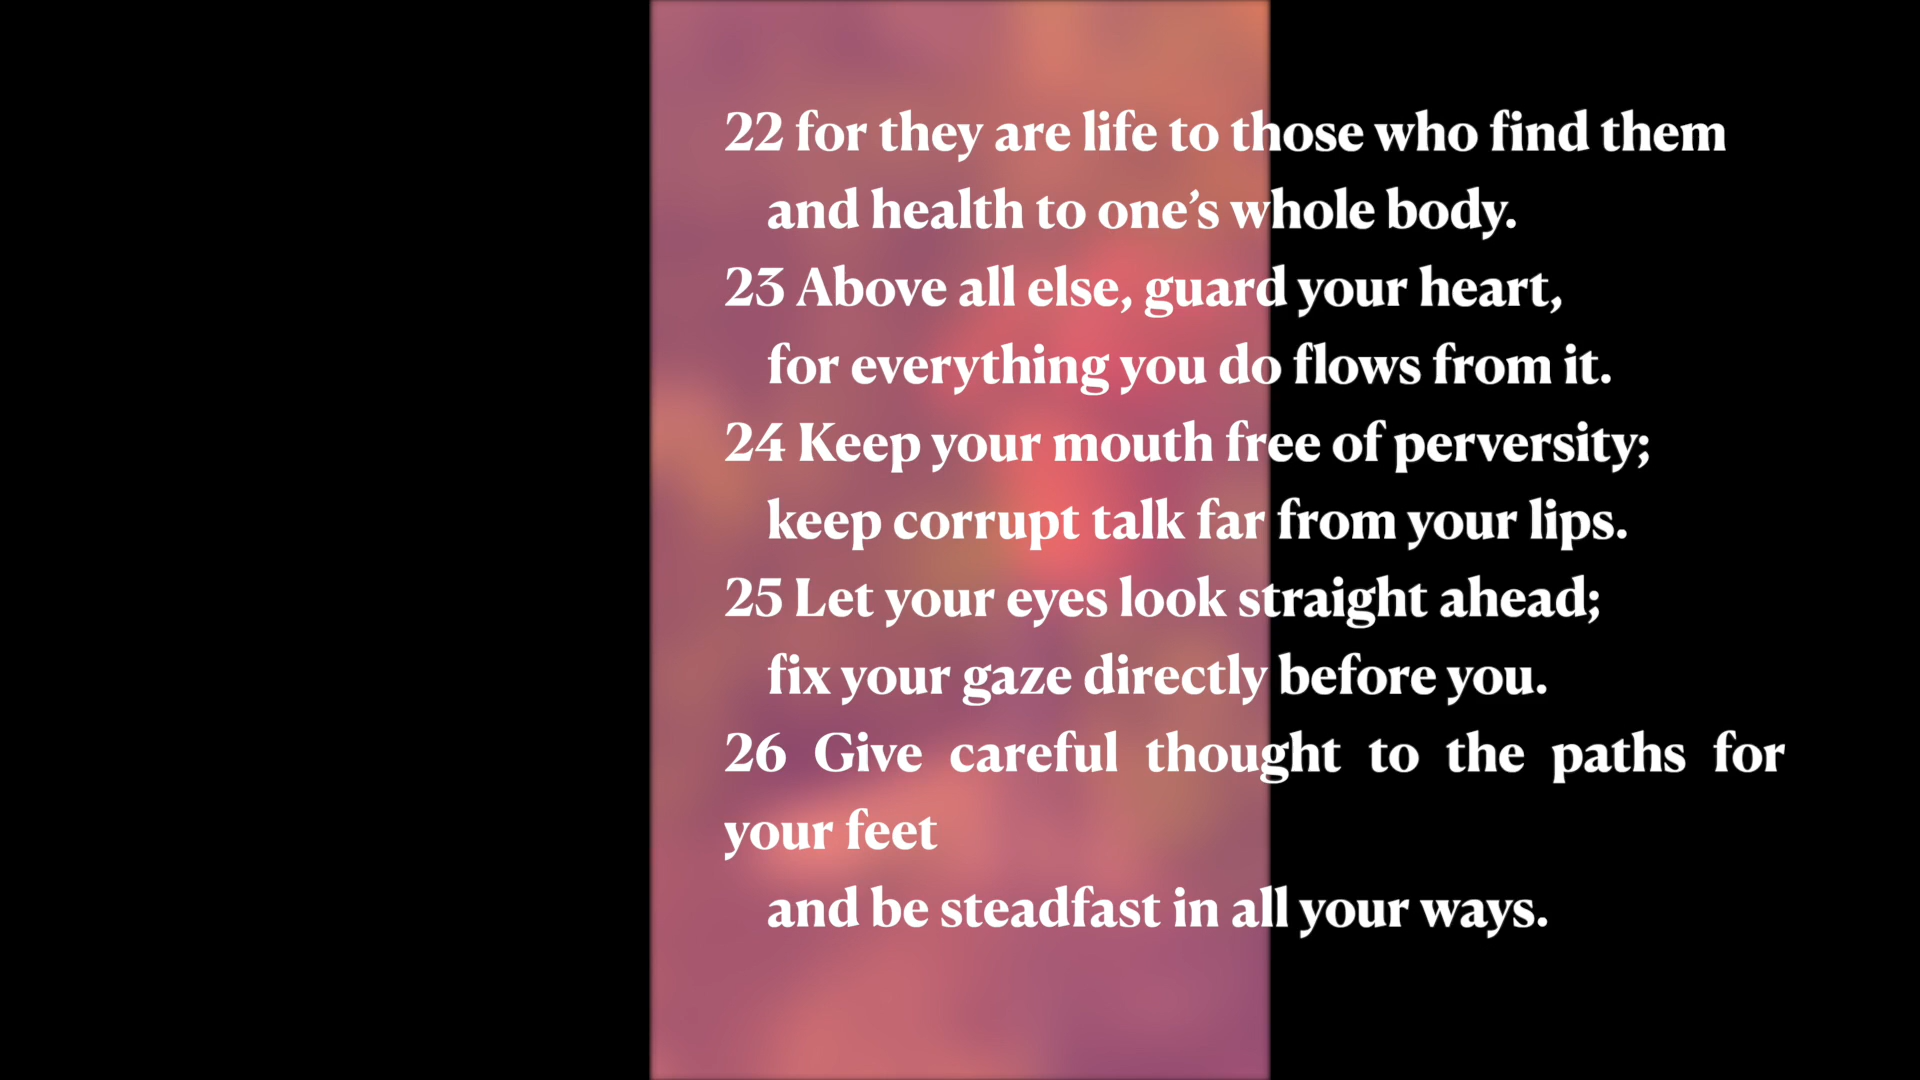 22 for they are life to those who find them
and health to one’s whole body.
23 Above all else, guard your heart,
for everything you do flows from it.
24 Keep your mouth free of perversity;
keep corrupt talk far from your lips.
25 Let your eyes look straight ahead;
fix your gaze directly before you.
26 Give careful thought to the paths for
your feet
and be steadfast in all your ways.